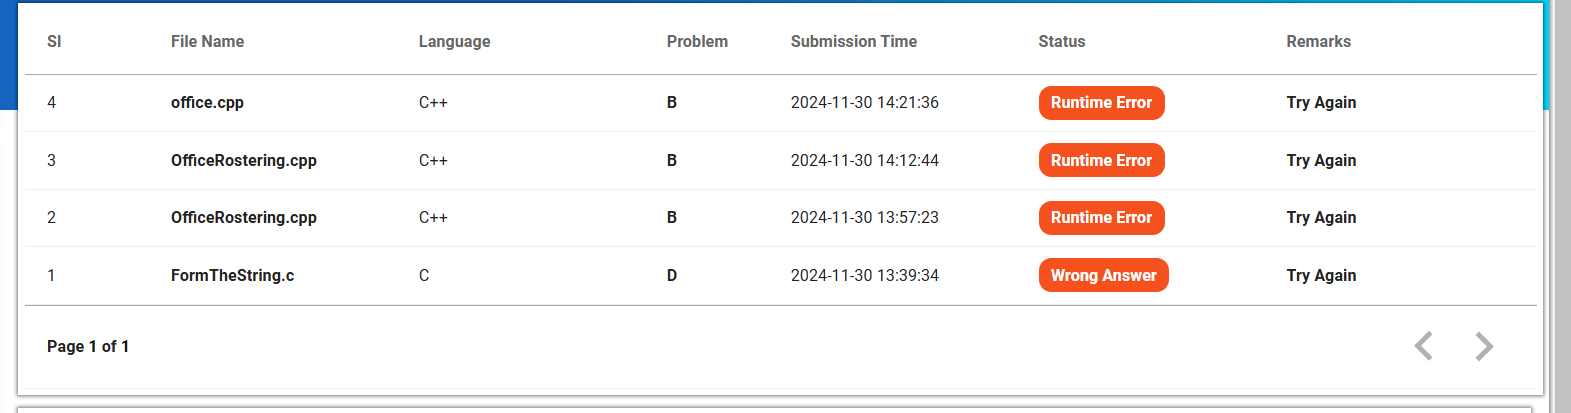 SI File Name Language Problem Submission Time Status Remarks
4 office.cpp C++ B 2024-11-30 14:21:36 Runtime Error Try Again
3 OfficeRostering.cpp C++ B 2024-11-30 14:12:44 Runtime Error Try Again
2 OfficeRostering.cpp C++ B 2024-11-30 13:57:23 Runtime Error Try Again
1 FormTheString.c C D 2024-11-30 13:39:34 Wrong Answer Try Again
Page 1 of 1